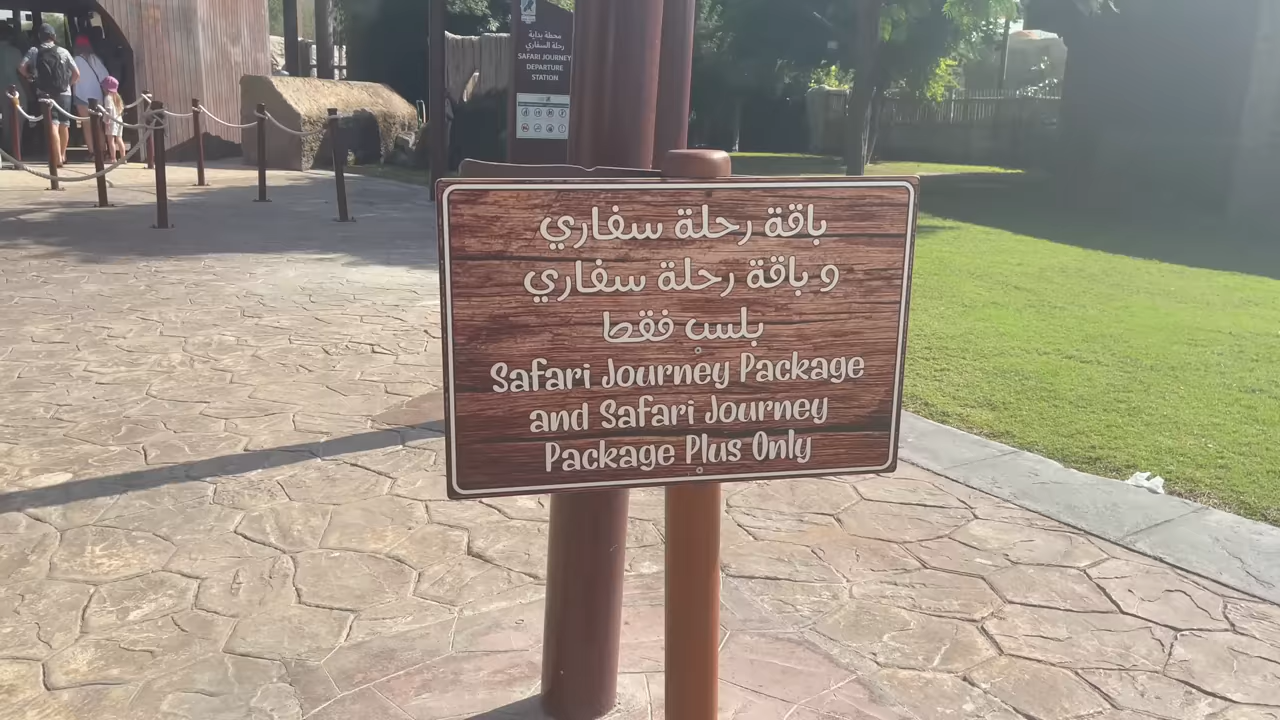 محطة بداية
رحلة السفاري
SAFARI JOURNEY
DEPARTURE
STATION
باقة رحلة سفاري
و باقة رحلة سفاري
بلس فقط
Safari Journey Package
and Safari Journey
Package Plus Only